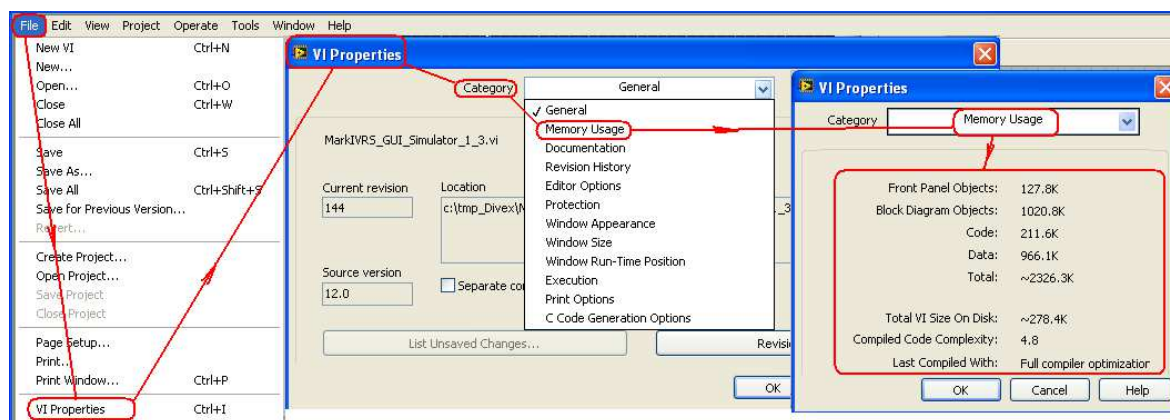 File Edit View Project Operate Tools Window Help
New VI Ctrl+N
New...
Open... Ctrl+O
Close Ctrl+W
Close All
Save Ctrl+S
Save As...
Save All Ctrl+Shift+S
Save for Previous Version...
Revert...
Create Project...
Open Project...
Save Project
Close Project
Page Setup...
Print...
Print Window... Ctrl+P
VI Properties Ctrl+I
VI Properties
Category General
✓ General
Memory Usage
Documentation
Revision History
Editor Options
Protection
Window Appearance
Window Size
Window Run-Time Position
Execution
Print Options
C Code Generation Options
MarkIVRS_GUI_Simulator_1_3.vi
Current revision Location
144 c:\tmp_Divex\
Source version
12.0 Separate
List Unsaved Changes...
OK
VI Properties
Category Memory Usage
Front Panel Objects: 127.8K
Block Diagram Objects: 1020.8K
Code: 211.6K
Data: 966.1K
Total: ~2326.3K
Total VI Size On Disk: ~278.4K
Compiled Code Complexity: 4.8
Last Compiled With: Full compiler optimization
OK Cancel Help